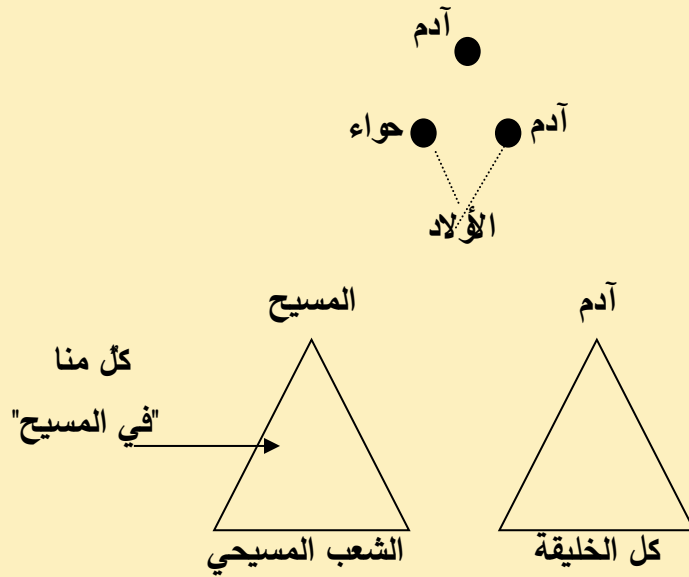 آدم
آدم
حواء
الأولاد
آدم
المسيح
كلٌ منا
"في المسيح"
كل الخليقة
الشعب المسيحي